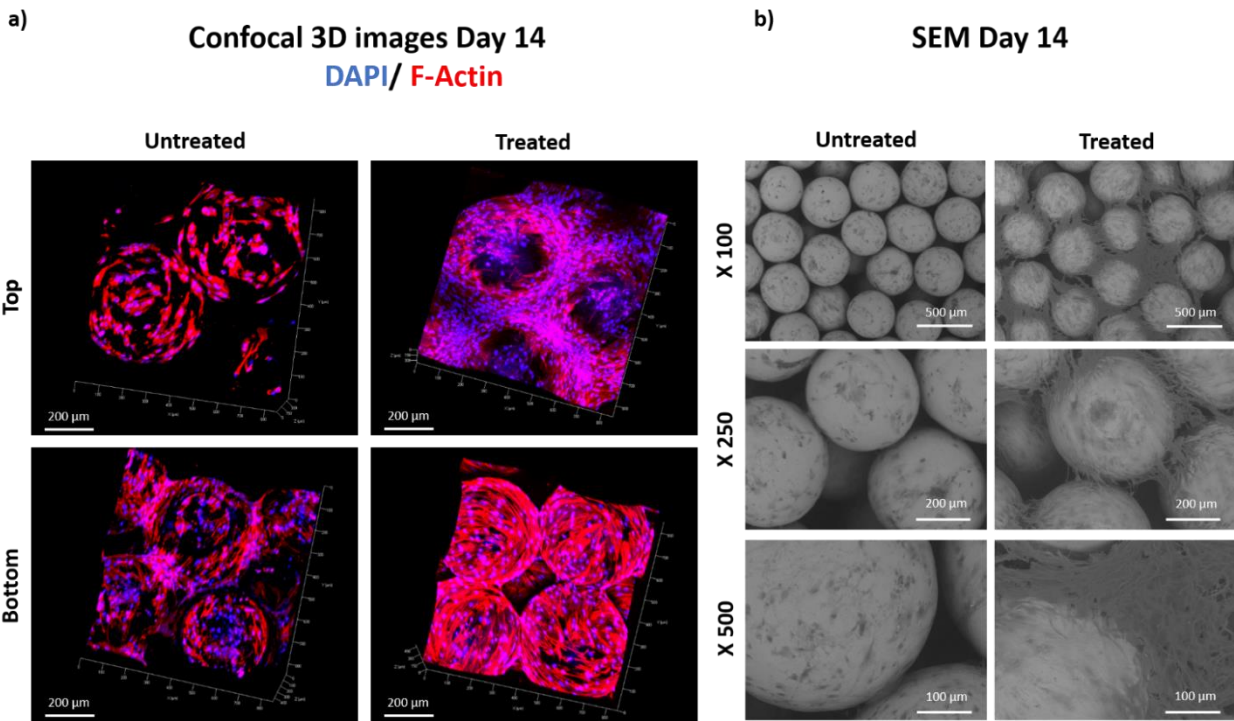 a)
Confocal 3D images Day 14
DAPI/ F-Actin
Untreated
Treated
Top
200 µm
200 µm
Bottom
200 µm
200 µm
b)
SEM Day 14
Untreated
Treated
X 100
500 µm
500 µm
X 250
200 µm
200 µm
X 500
100 µm
100 µm